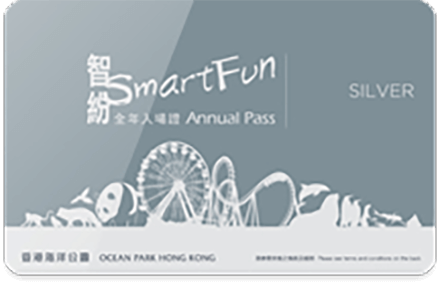 智紛 SmartFun
全年入場證 Annual Pass
SILVER
香港海洋公園 OCEAN PARK HONG KONG
Please see terms and conditions on the back.